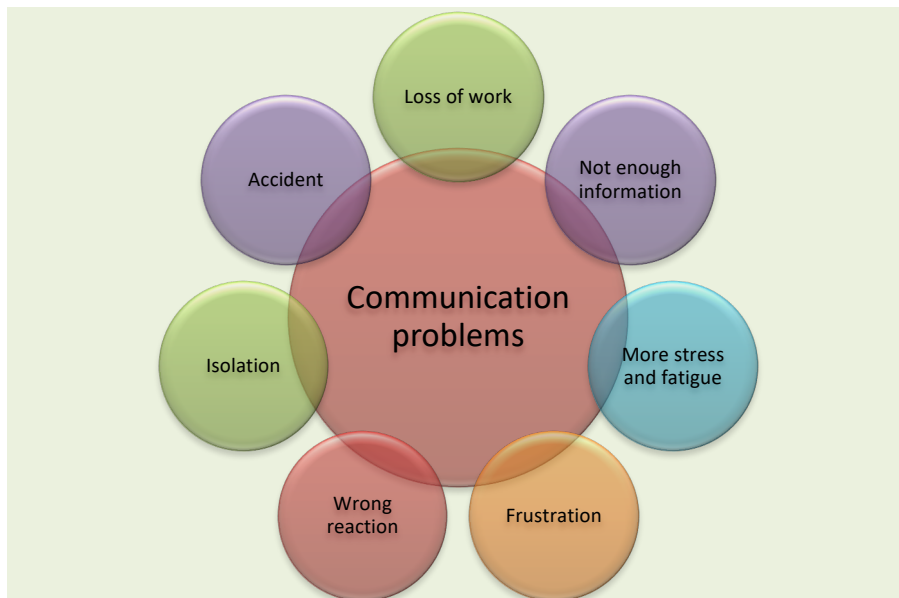 Loss of work
Not enough
information
More stress
and fatigue
Frustration
Wrong
reaction
Isolation
Accident
Communication
problems